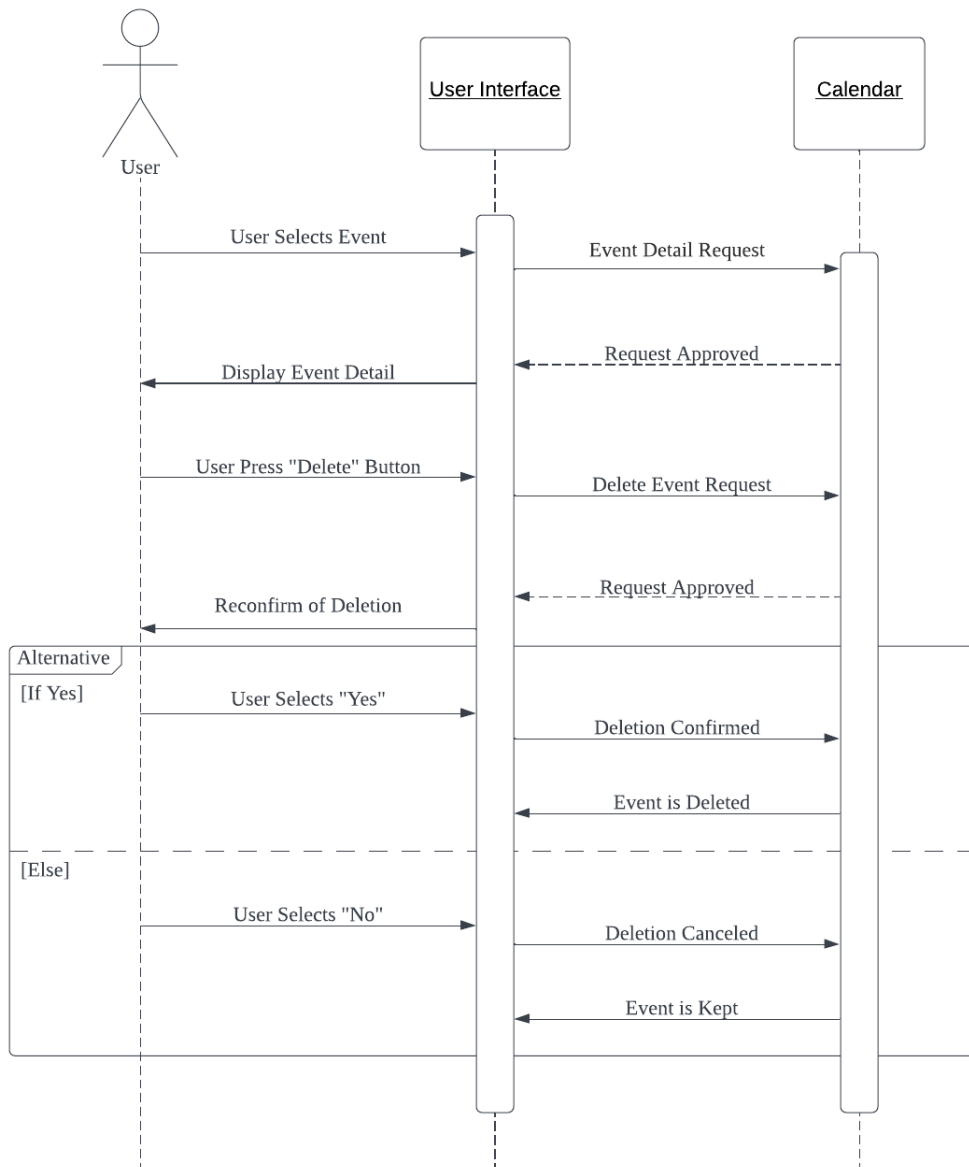 User Interface
Calendar
User
User Selects Event
Event Detail Request
Request Approved
Display Event Detail
User Press "Delete" Button
Delete Event Request
Request Approved
Reconfirm of Deletion
Alternative
[If Yes]
User Selects "Yes"
Deletion Confirmed
Event is Deleted
[Else]
User Selects "No"
Deletion Canceled
Event is Kept